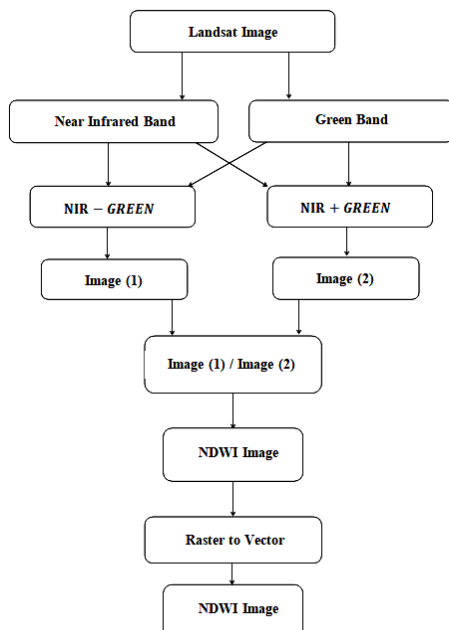 Landsat Image
Near Infrared Band
Green Band
NIR − GREEN
NIR + GREEN
Image (1)
Image (2)
Image (1) / Image (2)
NDWI Image
Raster to Vector
NDWI Image